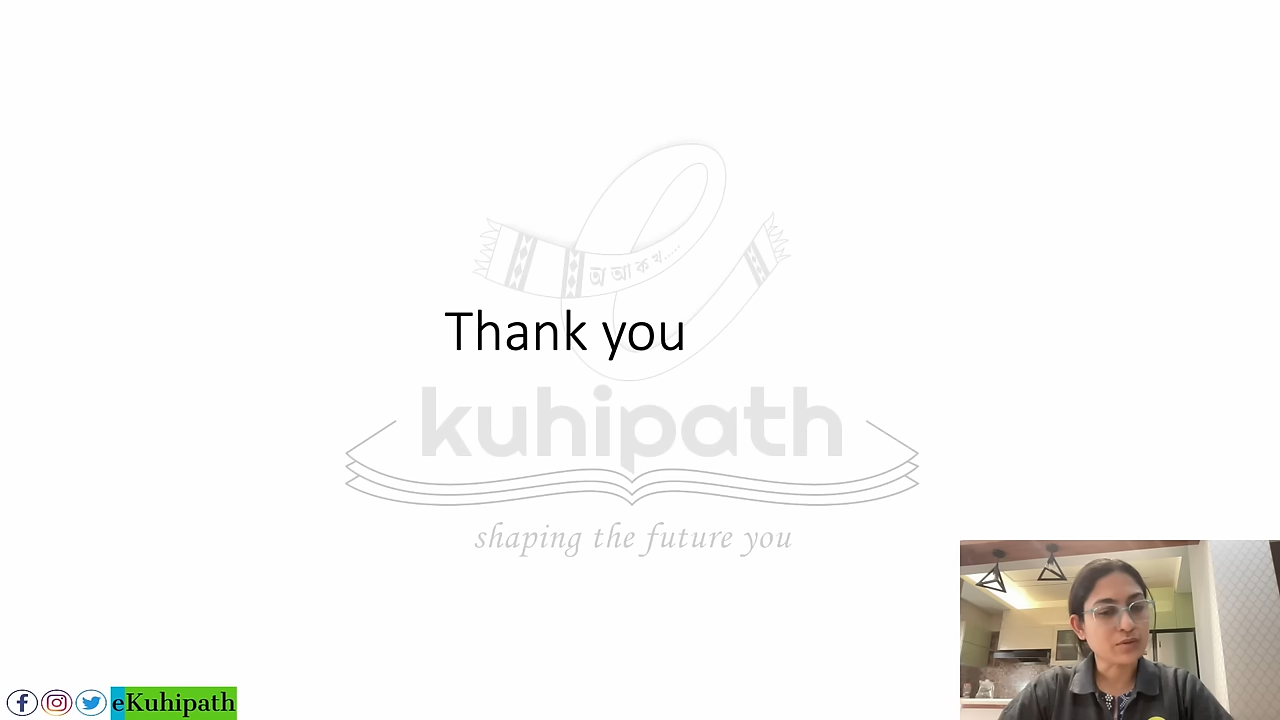 অ আ ক খ.....
Thank you
kuhipath
shaping the future you
eKuhipath